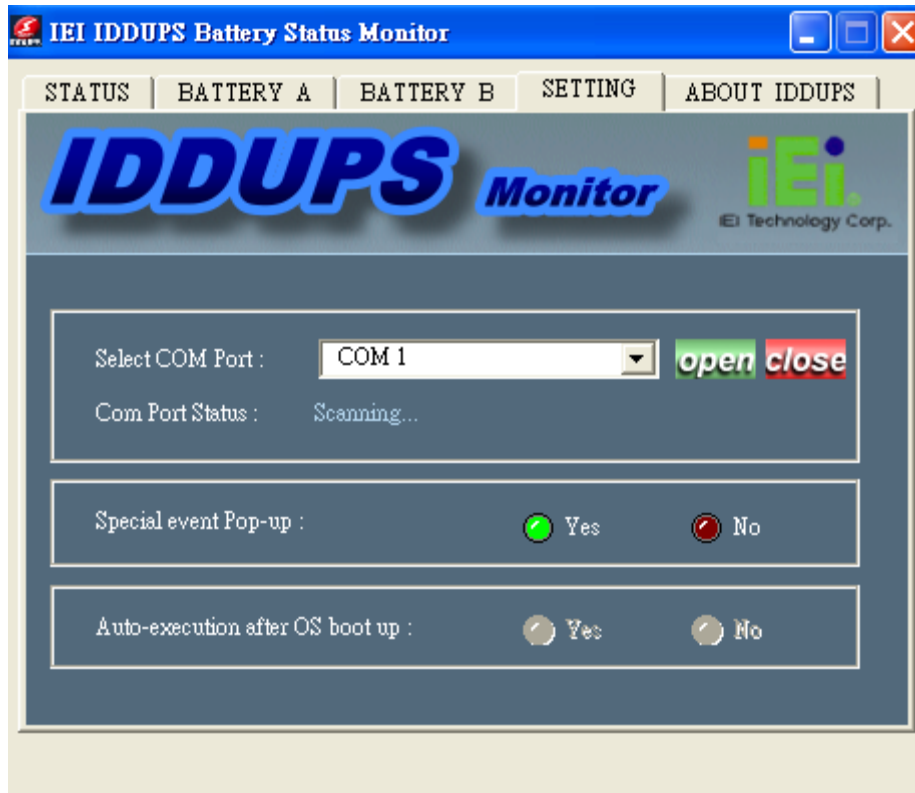 IEI IDDUPS Battery Status Monitor
STATUS BATTERY A BATTERY B SETTING ABOUT IDDUPS
IDDUPS Monitor
iEi
IEI Technology Corp.
Select COM Port : COM 1 open close
Com Port Status : Scanning...
Special event Pop-up : Yes No
Auto-execution after OS boot up : Yes No